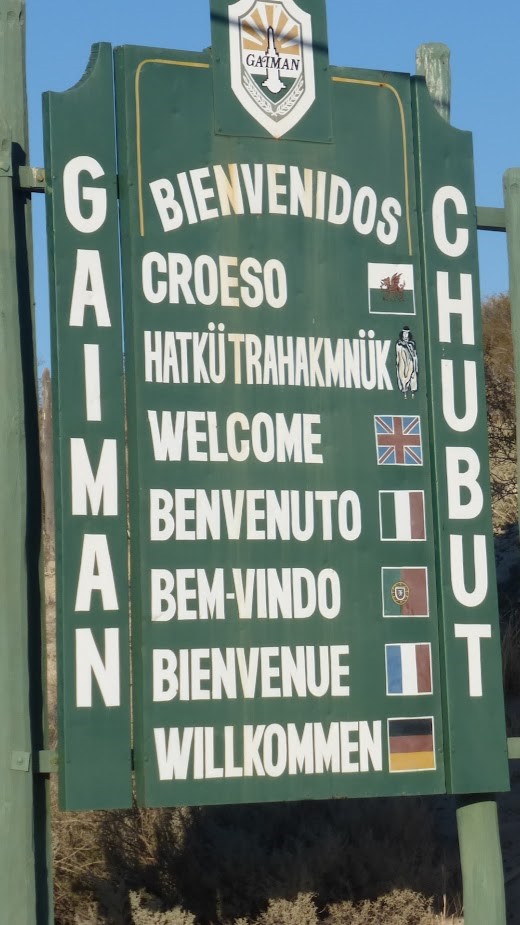 GAIMAN
GAIMAN
CHUBUT
BIENVENIDOS
CROESO
HATKÜTRAHAKMNÜK
WELCOME
BENVENUTO
BEM-VINDO
BIENVENUE
WILLKOMMEN